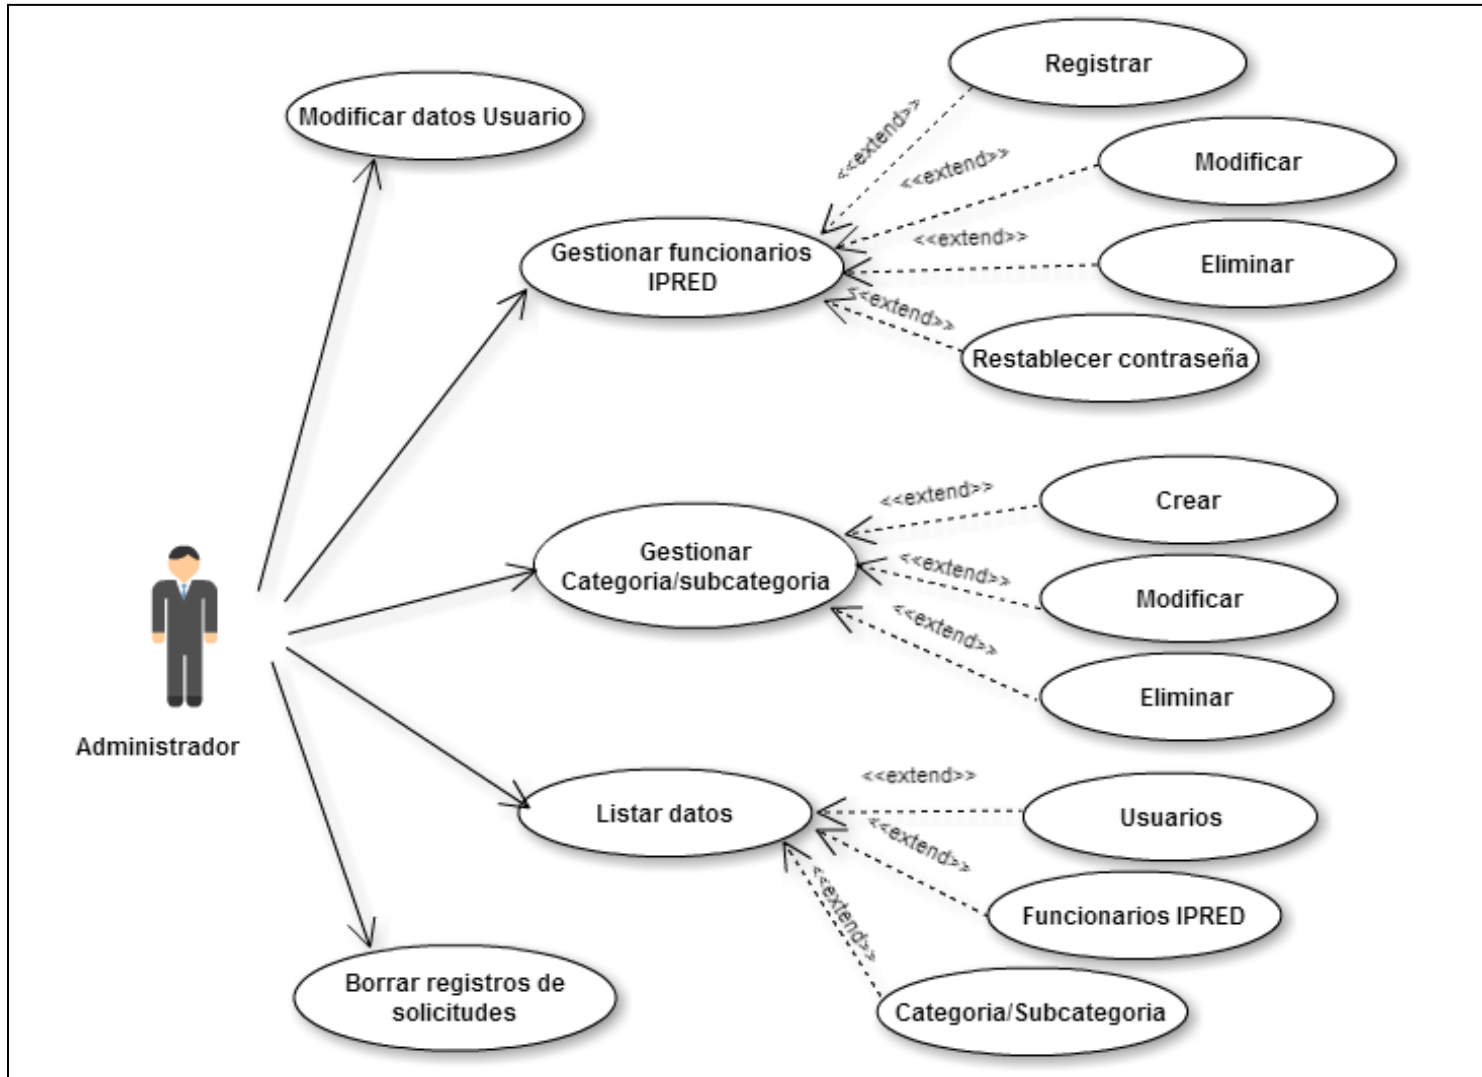 Registrar
<<extend>>
Modificar datos Usuario
<<extend>>
Modificar
Gestionar funcionarios
IPRED
<<extend>>
Eliminar
<<extend>>
Restablecer contraseña
<<extend>>
Crear
Gestionar
Categoria/subcategoria
<<extend>>
Modificar
<<extend>>
Eliminar
Administrador
<<extend>>
Listar datos
Usuarios
<<extend>>
Funcionarios IPRED
<<extend>>
Categoria/Subcategoria
Borrar registros de
solicitudes